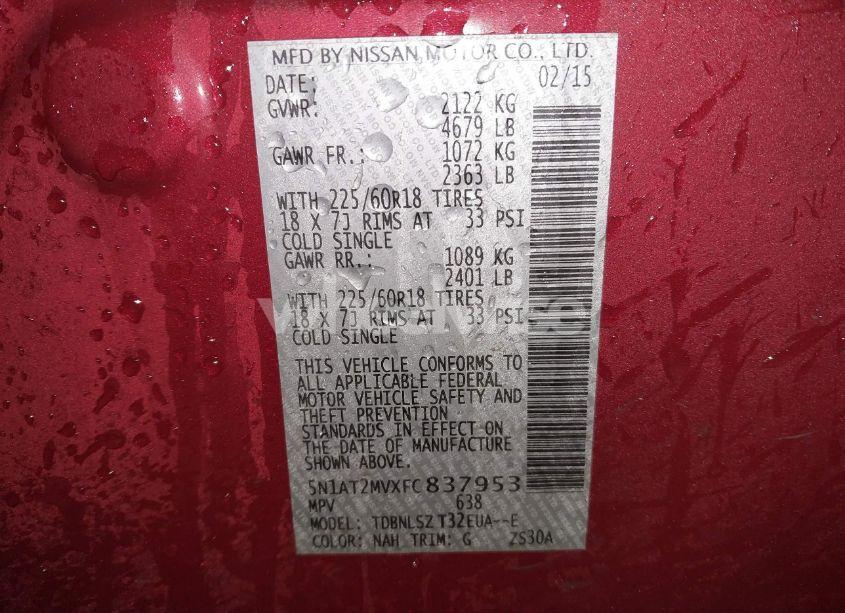 MFD BY NISSAN MOTOR CO., LTD.
DATE: 02/15
GVWR: 2122 KG
4679 LB
GAWR FR.: 1072 KG
2363 LB
WITH 225/60R18 TIRES
18 X 7J RIMS AT 33 PSI
COLD SINGLE
GAWR RR.: 1089 KG
2401 LB
WITH 225/60R18 TIRES
18 X 7J RIMS AT 33 PSI
COLD SINGLE
THIS VEHICLE CONFORMS TO
ALL APPLICABLE FEDERAL
MOTOR VEHICLE SAFETY AND
THEFT PREVENTION
STANDARDS IN EFFECT ON
THE DATE OF MANUFACTURE
SHOWN ABOVE.
5N1AT2MVXFC837953
MPV 638
MODEL: TDBNLSZ T32EUA--E
COLOR: NAH TRIM: G ZS30A